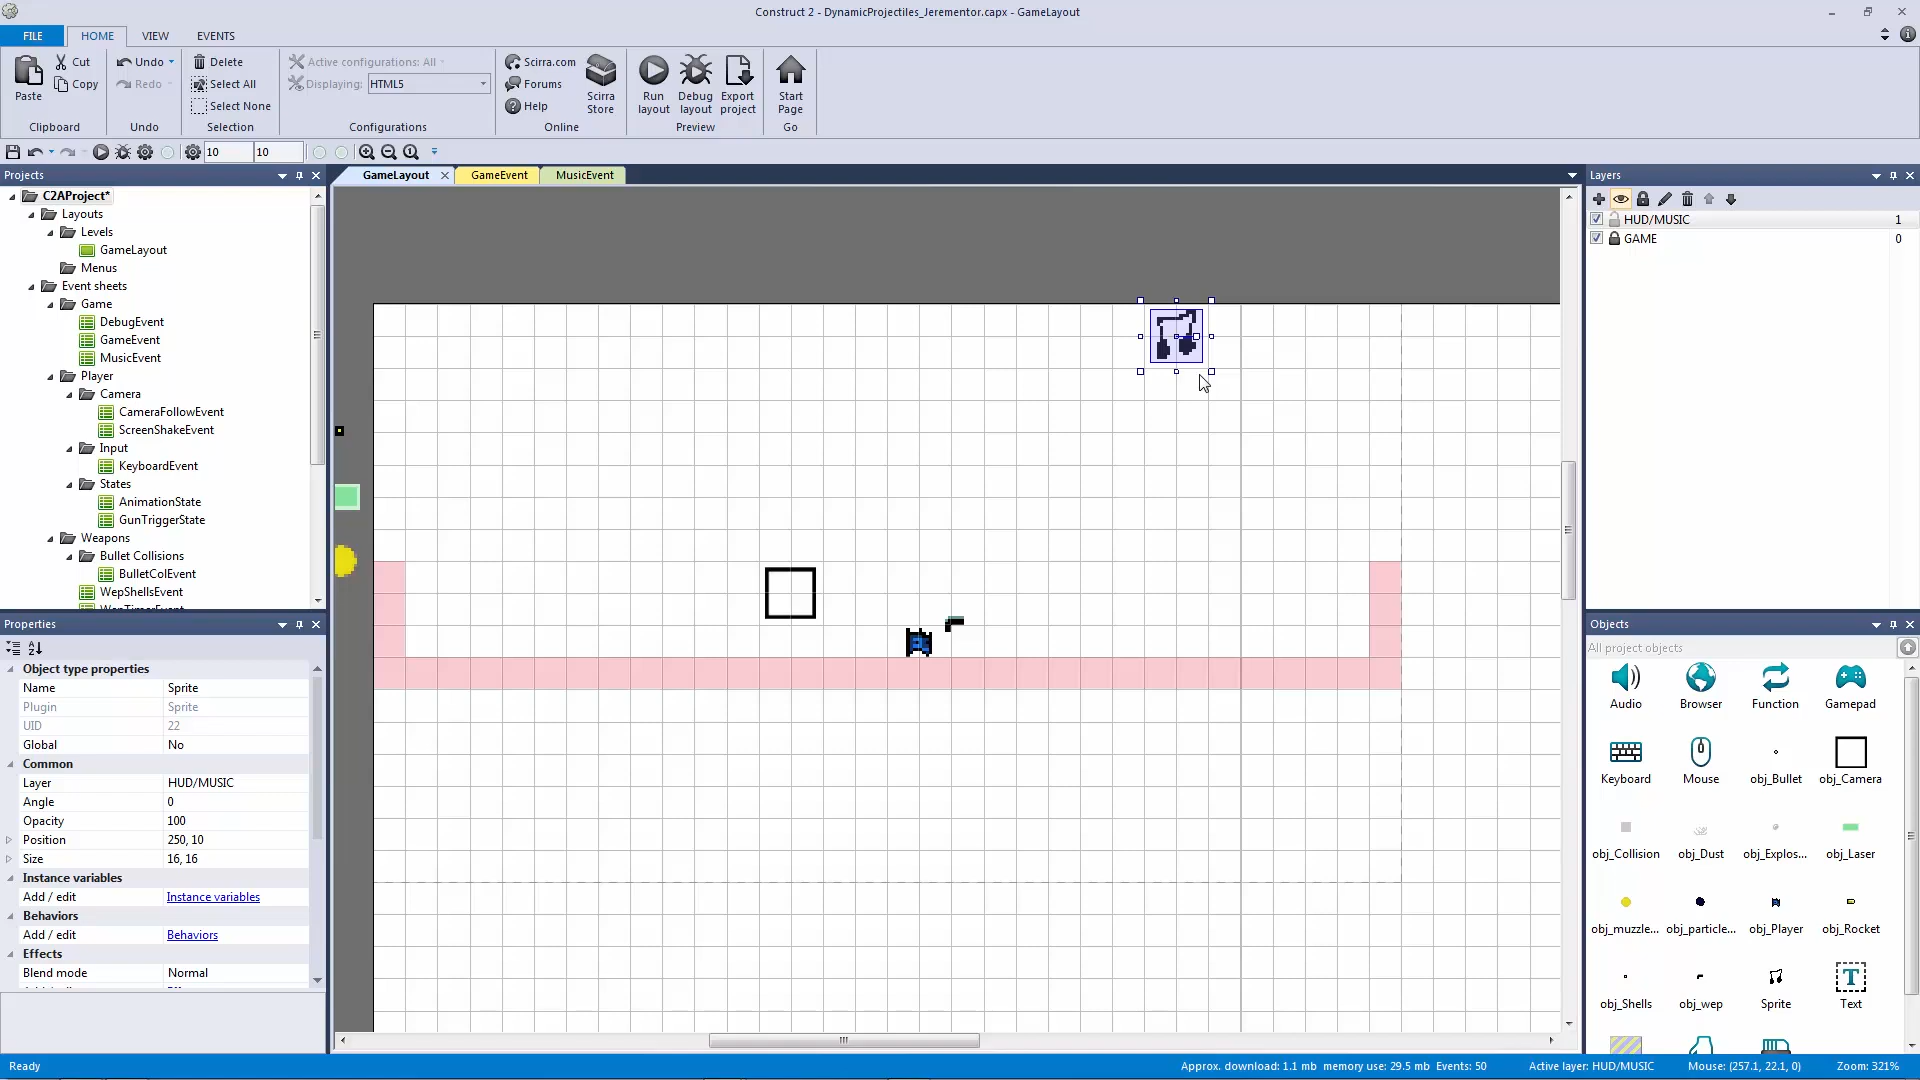 Construct 2 - DynamicProjectiles_Jerementor.capx - GameLayout
FILE HOME VIEW EVENTS
Paste Cut Copy Clipboard
Undo Redo Undo
Delete Select All Select None Selection
Active configurations: All
Displaying: HTML5
Configurations
Scirra.com Forums Help Scirra Store Online
Run layout Debug layout Export project Preview
Start Page Go
10 10
Projects
C2AProject*
Layouts
Levels
GameLayout
Menus
Event sheets
Game
DebugEvent
GameEvent
MusicEvent
Player
Camera
CameraFollowEvent
ScreenShakeEvent
Input
KeyboardEvent
States
AnimationState
GunTriggerState
Weapons
Bullet Collisions
BulletColEvent
WepShellsEvent
Properties
Object type properties
Name Sprite
Plugin Sprite
UID 22
Global No
Common
Layer HUD/MUSIC
Angle 0
Opacity 100
Position 250, 10
Size 16, 16
Instance variables
Add / edit Instance variables
Behaviors
Add / edit Behaviors
Effects
Blend mode Normal
GameLayout GameEvent MusicEvent
Layers
HUD/MUSIC 1
GAME 0
Objects
All project objects
Audio Browser Function Gamepad
Keyboard Mouse obj_Bullet obj_Camera
obj_Collision obj_Dust obj_Explos... obj_Laser
obj_muzzle... obj_particle... obj_Player obj_Rocket
obj_Shells obj_wep Sprite Text
T
Ready
Approx. download: 1.1 mb memory use: 29.5 mb Events: 50
Active layer: HUD/MUSIC
Mouse: (257.1, 22.1, 0)
Zoom: 321%